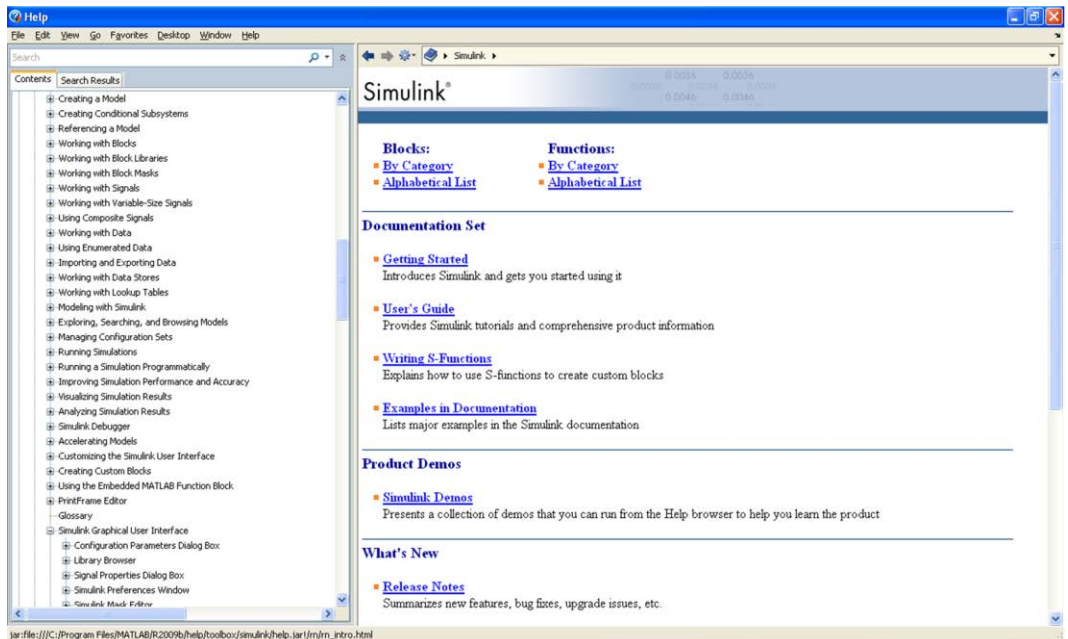 Help
File Edit View Go Favorites Desktop Window Help
Search
Simulink
Contents Search Results
Creating a Model
Creating Conditional Subsystems
Referencing a Model
Working with Blocks
Working with Block Libraries
Working with Block Masks
Working with Signals
Working with Variable-Size Signals
Using Composite Signals
Working with Data
Using Enumerated Data
Importing and Exporting Data
Working with Data Stores
Working with Lookup Tables
Modeling with Simulink
Exploring, Searching, and Browsing Models
Managing Configuration Sets
Running Simulations
Running a Simulation Programmatically
Improving Simulation Performance and Accuracy
Visualizing Simulation Results
Analyzing Simulation Results
Simulink Debugger
Accelerating Models
Customizing the Simulink User Interface
Creating Custom Blocks
Using the Embedded MATLAB Function Block
PrintFrame Editor
Glossary
Simulink Graphical User Interface
Configuration Parameters Dialog Box
Library Browser
Signal Properties Dialog Box
Simulink Preferences Window
Simulink Mask Editor
Simulink®
0.0036 0.0036
0.0046 0.0046
Blocks: Functions:
By Category By Category
Alphabetical List Alphabetical List
Documentation Set
Getting Started
Introduces Simulink and gets you started using it
User's Guide
Provides Simulink tutorials and comprehensive product information
Writing S-Functions
Explains how to use S-functions to create custom blocks
Examples in Documentation
Lists major examples in the Simulink documentation
Product Demos
Simulink Demos
Presents a collection of demos that you can run from the Help browser to help you learn the product
What's New
Release Notes
Summarizes new features, bug fixes, upgrade issues, etc.
jar:file:///C:/Program Files/MATLAB/R2009b/help/toolbox/simulink/help.jar!/rn/rn_intro.html